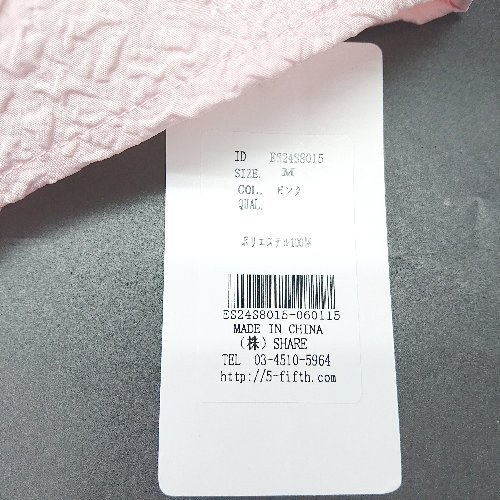 ID ES24S8015
SIZE. M
COL. ピンク
QUAL.
ポリエステル100%
ES24S8015-060115
MADE IN CHINA
(株) SHARE
TEL 03-4510-5964
http://5-fifth.com